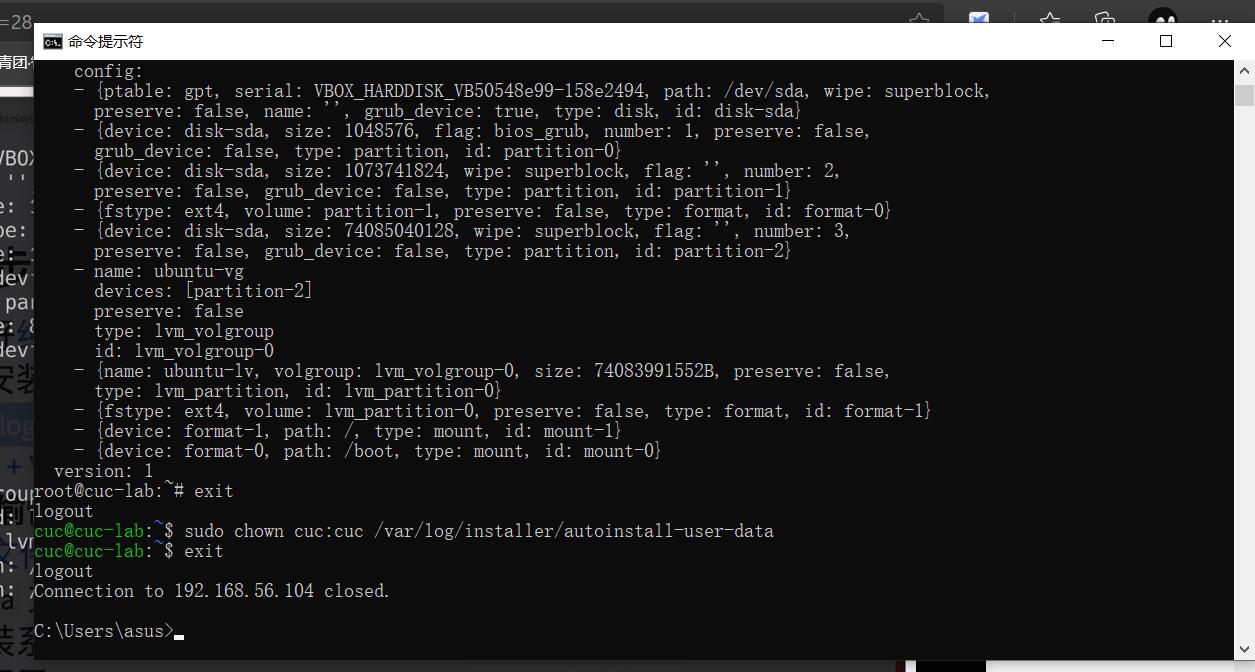 =28
命令提示符
青团
html#/s
config:
- {ptable: gpt, serial: VBOX_HARDDISK_VB50548e99-158e2494, path: /dev/sda, wipe: superblock,
preserve: false, name: '', grub_device: true, type: disk, id: disk-sda}
- {device: disk-sda, size: 1048576, flag: bios_grub, number: 1, preserve: false,
grub_device: false, type: partition, id: partition-0}
- {device: disk-sda, size: 1073741824, wipe: superblock, flag: '', number: 2,
preserve: false, grub_device: false, type: partition, id: partition-1}
- {fstype: ext4, volume: partition-1, preserve: false, type: format, id: format-0}
- {device: disk-sda, size: 74085040128, wipe: superblock, flag: '', number: 3,
preserve: false, grub_device: false, type: partition, id: partition-2}
- name: ubuntu-vg
devices: [partition-2]
preserve: false
type: lvm_volgroup
id: lvm_volgroup-0
- {name: ubuntu-lv, volgroup: lvm_volgroup-0, size: 74083991552B, preserve: false,
type: lvm_partition, id: lvm_partition-0}
- {fstype: ext4, volume: lvm_partition-0, preserve: false, type: format, id: format-1}
- {device: format-1, path: /, type: mount, id: mount-1}
- {device: format-0, path: /boot, type: mount, id: mount-0}
version: 1
root@cuc-lab:~# exit
logout
cuc@cuc-lab:~$ sudo chown cuc:cuc /var/log/installer/autoinstall-user-data
cuc@cuc-lab:~$ exit
logout
Connection to 192.168.56.104 closed.
C:\Users\asus>